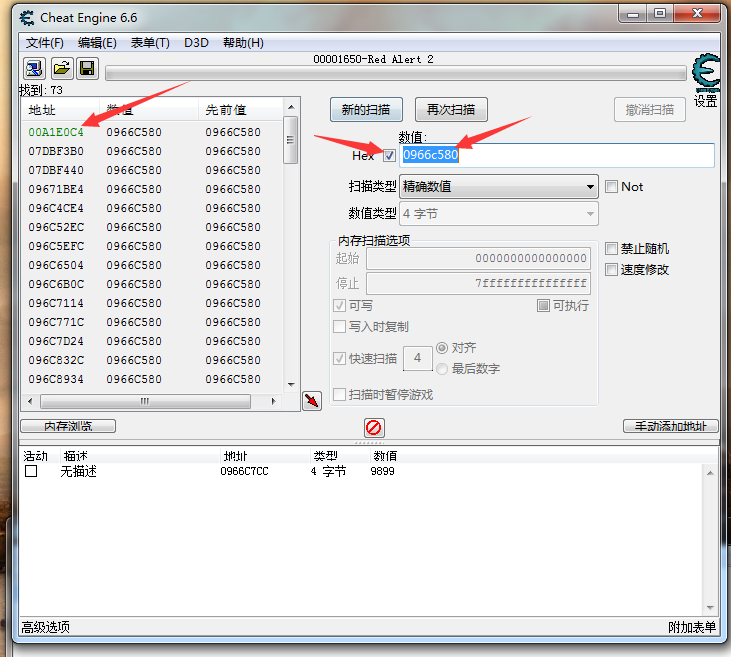 Cheat Engine 6.6
文件(F) 编辑(E) 表单(T) D3D 帮助(H)
00001650-Red Alert 2
找到: 73
设置
地址 数值 先前值
00A1E0C4 0966C580 0966C580
07DBF3B0 0966C580 0966C580
07DBF440 0966C580 0966C580
09671BE4 0966C580 0966C580
096C4CE4 0966C580 0966C580
096C52EC 0966C580 0966C580
096C5EFC 0966C580 0966C580
096C6504 0966C580 0966C580
096C6B0C 0966C580 0966C580
096C7114 0966C580 0966C580
096C771C 0966C580 0966C580
096C7D24 0966C580 0966C580
096C832C 0966C580 0966C580
096C8934 0966C580 0966C580
新的扫描 再次扫描 撤消扫描
数值:
Hex 0966c580
扫描类型 精确数值 Not
数值类型 4 字节
内存扫描选项
起始 0000000000000000
停止 7fffffffffffffff
可写 可执行
写入时复制
快速扫描 4 对齐
最后数字
扫描时暂停游戏
禁止随机
速度修改
内存浏览 手动添加地址
活动 描述 地址 类型 数值
无描述 0966C7CC 4 字节 9899
高级选项 附加表单